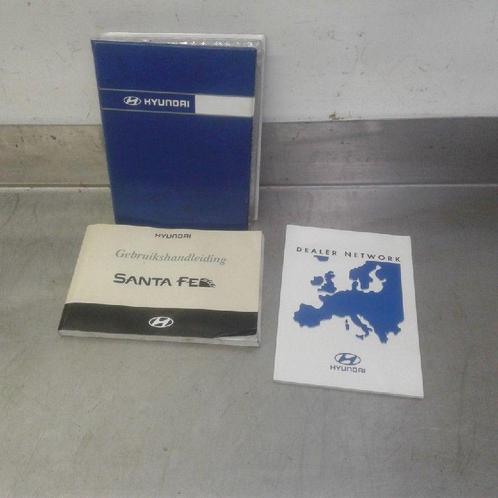 HYUNDAI
HYUNDAI
Gebruikshandleiding
SANTA FE
DEALER NETWORK
HYUNDAI